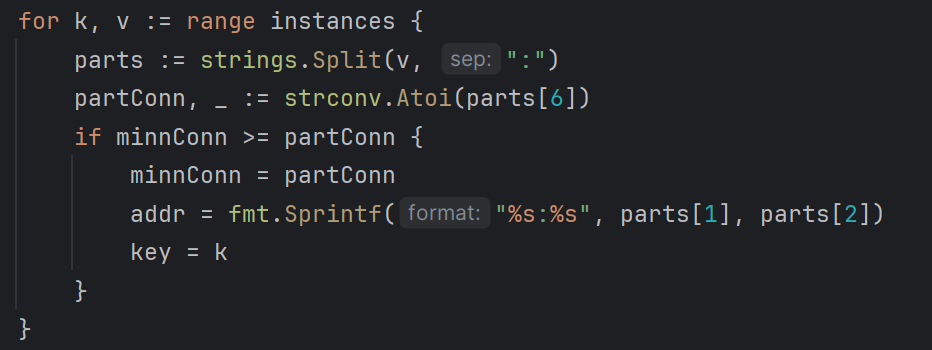 for k, v := range instances {
    parts := strings.Split(v, sep: ":")
    partConn, _ := strconv.Atoi(parts[6])
    if minnConn >= partConn {
        minnConn = partConn
        addr = fmt.Sprintf(format: "%s:%s", parts[1], parts[2])
        key = k
    }
}